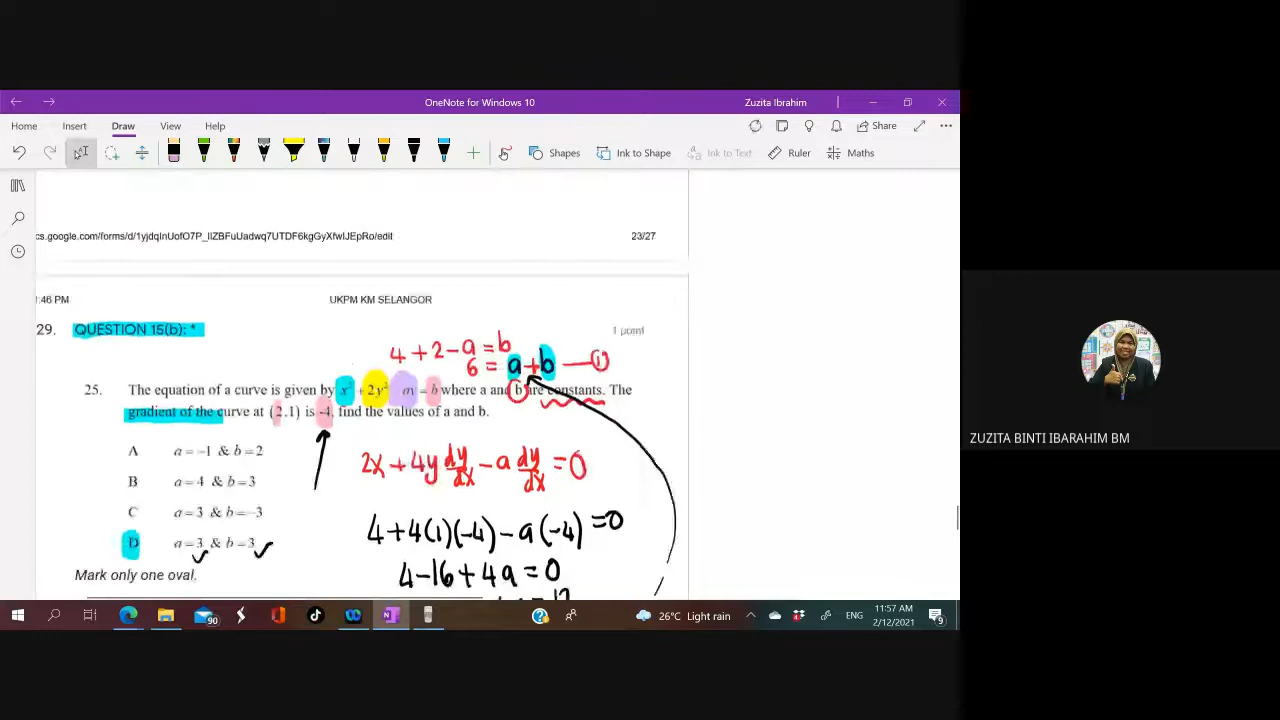 OneNote for Windows 10
Zuzita Ibrahim
Home Insert Draw View Help
Share
Shapes Ink to Shape Ink to Text Ruler Maths
cs.google.com/forms/d/1yjdqInUofO7P_IlZBFuUadwq7UTDF6kgGyXfwIJEpRo/edit 23/27
:46 PM UKPM KM SELANGOR
29. QUESTION 15(b): * 1 point
4 + 2 - a = b
6 = a + b — ①
25. The equation of a curve is given by x² + 2y² - ay = b where a and b are constants. The
gradient of the curve at (2,1) is -4, find the values of a and b.
A a = -1 & b = 2
B a = 4 & b = 3
C a = 3 & b = -3
D a = 3 & b = 3
2x + 4y dy/dx - a dy/dx = 0
4 + 4(1)(-4) - a(-4) = 0
4 - 16 + 4a = 0
Mark only one oval.
ZUZITA BINTI IBARAHIM BM
90
26°C Light rain
ENG
11:57 AM
2/12/2021
9